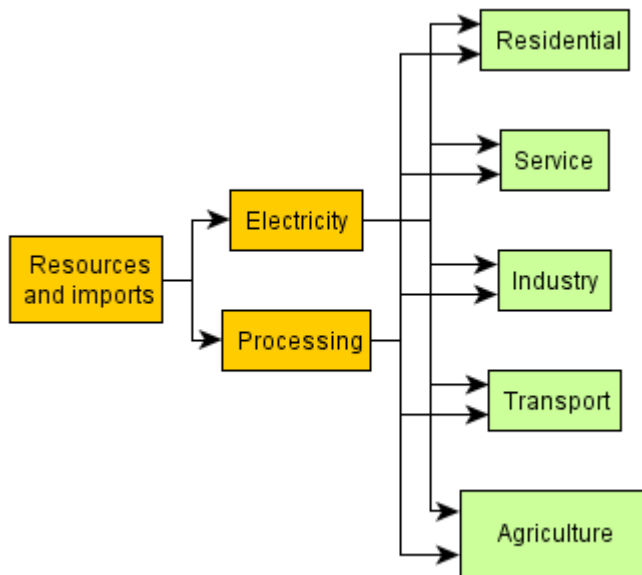 Residential
Service
Electricity
Resources
and imports
Industry
Processing
Transport
Agriculture